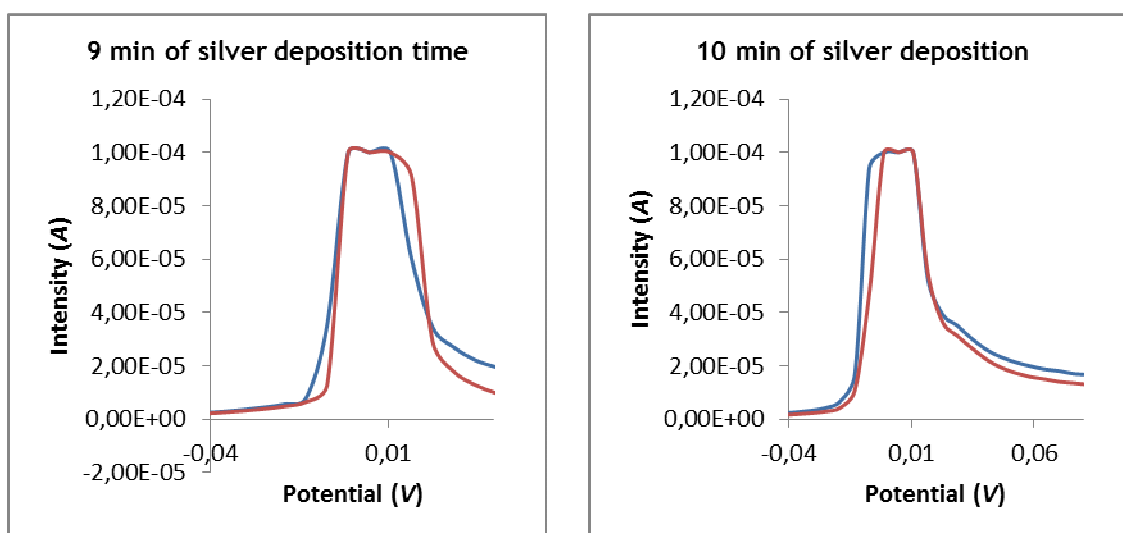 9 min of silver deposition time
1,20E-04
1,00E-04
8,00E-05
6,00E-05
4,00E-05
2,00E-05
0,00E+00
-2,00E-05
-0,04
0,01
Intensity (A)
Potential (V)
10 min of silver deposition
1,20E-04
1,00E-04
8,00E-05
6,00E-05
4,00E-05
2,00E-05
0,00E+00
-0,04
0,01
0,06
Intensity (A)
Potential (V)